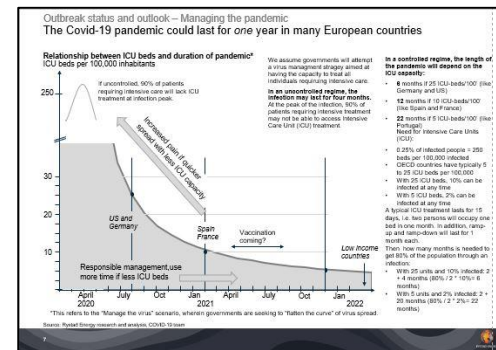 Outbreak status and outlook – Managing the pandemic
The Covid-19 pandemic could last for one year in many European countries
Relationship between ICU beds and duration of pandemic*
ICU beds per 100,000 inhabitants
250
30
20
10
If uncontrolled, 90% of patients
requiring intensive care will lack ICU
treatment at infection peak.
Increased pain if quicker
spread with less ICU capacity
US and
Germany
Spain
France
Vaccination
coming?
Low income
countries
Responsible management, use
more time if less ICU beds
April
2020
July
Oct
Jan
2021
April
July
Oct
Jan
2022
We assume governments will attempt
a virus managment stragey aimed at
having the capacity to treat all
individuals requiring intensive care.
In an uncontrolled regime, the
infection may last for four months.
At the peak of the infection, 90% of
patients requiring intensive treatment
may not be able to access Intensive
Care Unit (ICU) treatment
In a controlled regime, the length of
the pandemic will depend on the
ICU capacity:
• 6 months if 25 ICU-beds/100' (like
Germany and US)
• 12 months if 10 ICU-beds/100'
(like Spain and France)
• 22 months if 5 ICU-beds/100' (like
Portugal)
Need for Intensive Care Units
(ICU):
• 0.25% of infected people = 250
beds per 100,000 infected
• OECD countries have typically 5
to 25 ICU-beds per 100,000
• With 25 ICU beds, 10% can be
infected at any time
• With 5 ICU beds, 2% can be
infected at any time
A typical ICU treatment lasts for 15
days, i.e. two persons will occupy one
bed in one month. In addition, ramp-
up and ramp-down will last for 1
month each.
Then how many months is needed to
get 80% of the population through an
infection:
• With 25 units and 10% infected: 2
+ 4 months (80% / 2 * 10%= 6
months)
• With 5 units and 2% infected: 2 +
20 months (80% / 2 * 2%= 22
months)
*This refers to the "Manage the virus" scenario, wherein governments are seeking to "flatten the curve" of virus spread.
Source: Rystad Energy research and analysis, COVID-19 team
7